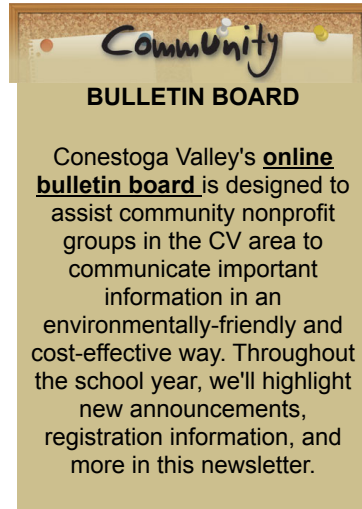 Community
BULLETIN BOARD
Conestoga Valley's online
bulletin board is designed to
assist community nonprofit
groups in the CV area to
communicate important
information in an
environmentally-friendly and
cost-effective way. Throughout
the school year, we'll highlight
new announcements,
registration information, and
more in this newsletter.